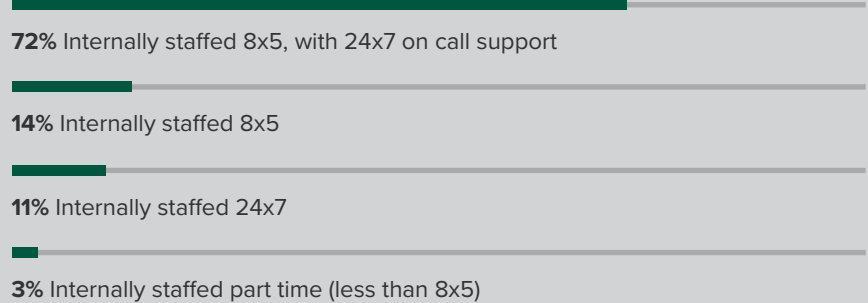 72% Internally staffed 8x5, with 24x7 on call support
14% Internally staffed 8x5
11% Internally staffed 24x7
3% Internally staffed part time (less than 8x5)